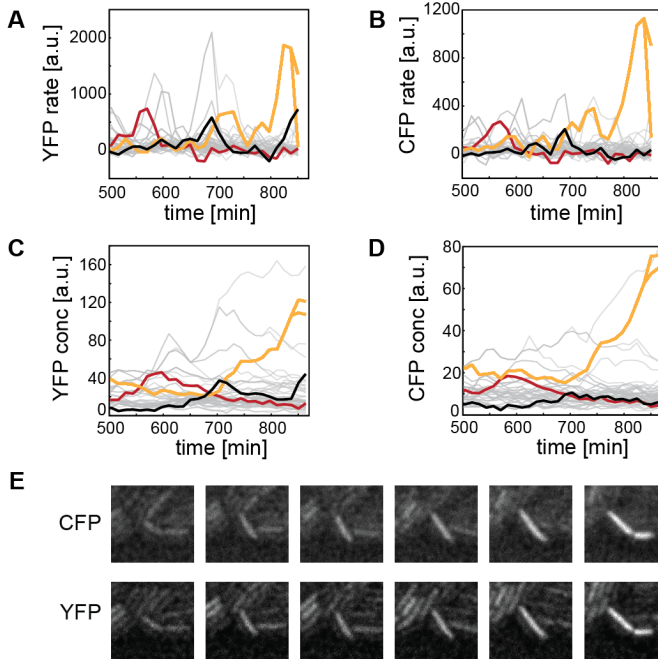 A
YFP rate [a.u.]
2000
1000
0
500 600 700 800
time [min]
B
CFP rate [a.u.]
1200
800
400
0
500 600 700 800
time [min]
C
YFP conc [a.u.]
160
120
80
40
0
500 600 700 800
time [min]
D
CFP conc [a.u.]
80
60
40
20
0
500 600 700 800
time [min]
E
CFP
YFP